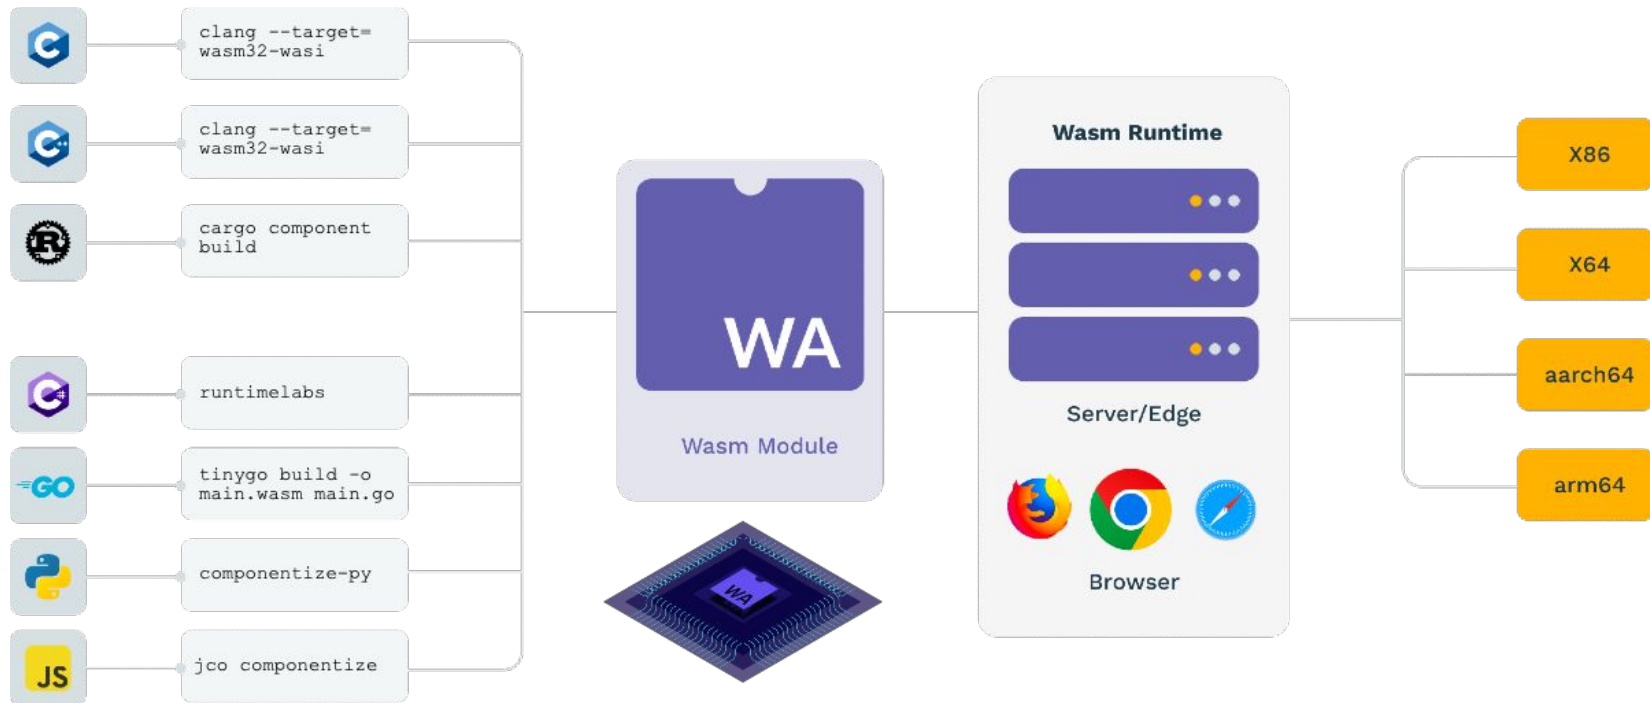 clang --target=
wasm32-wasi
clang --target=
wasm32-wasi
cargo component
build
runtimelabs
tinygo build -o
main.wasm main.go
componentize-py
jco componentize
C
C++
R
C#
GO
JS
WA
Wasm Module
WA
Wasm Runtime
Server/Edge
Browser
X86
X64
aarch64
arm64